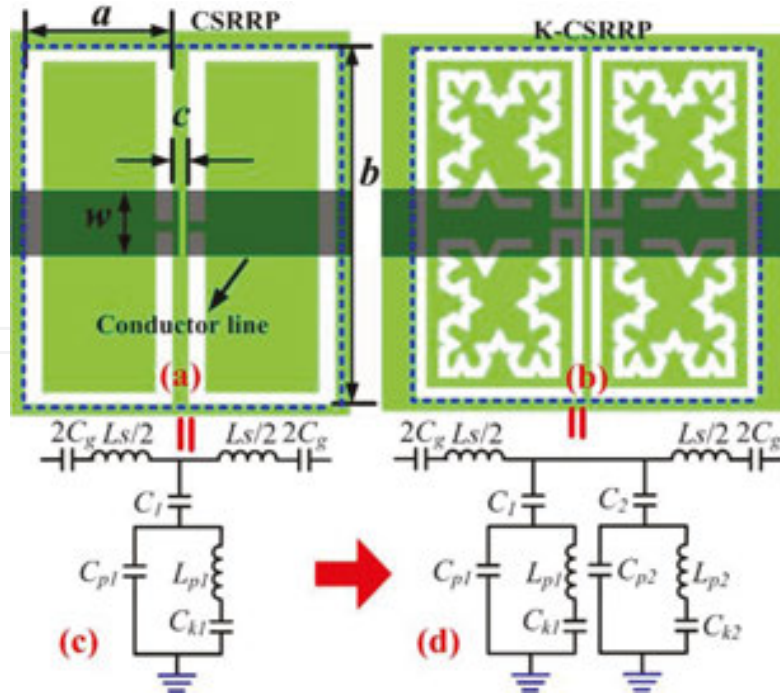 a
CSRRP
K-CSRRP
c
b
w
Conductor line
(a)
(b)
2Cg Ls/2 Ls/2 2Cg
2Cg Ls/2 Ls/2 2Cg
C1
C1
C2
Cp1
Lp1
Cp1
Lp1
Cp2
Lp2
Ck1
Ck1
Ck2
(c)
(d)